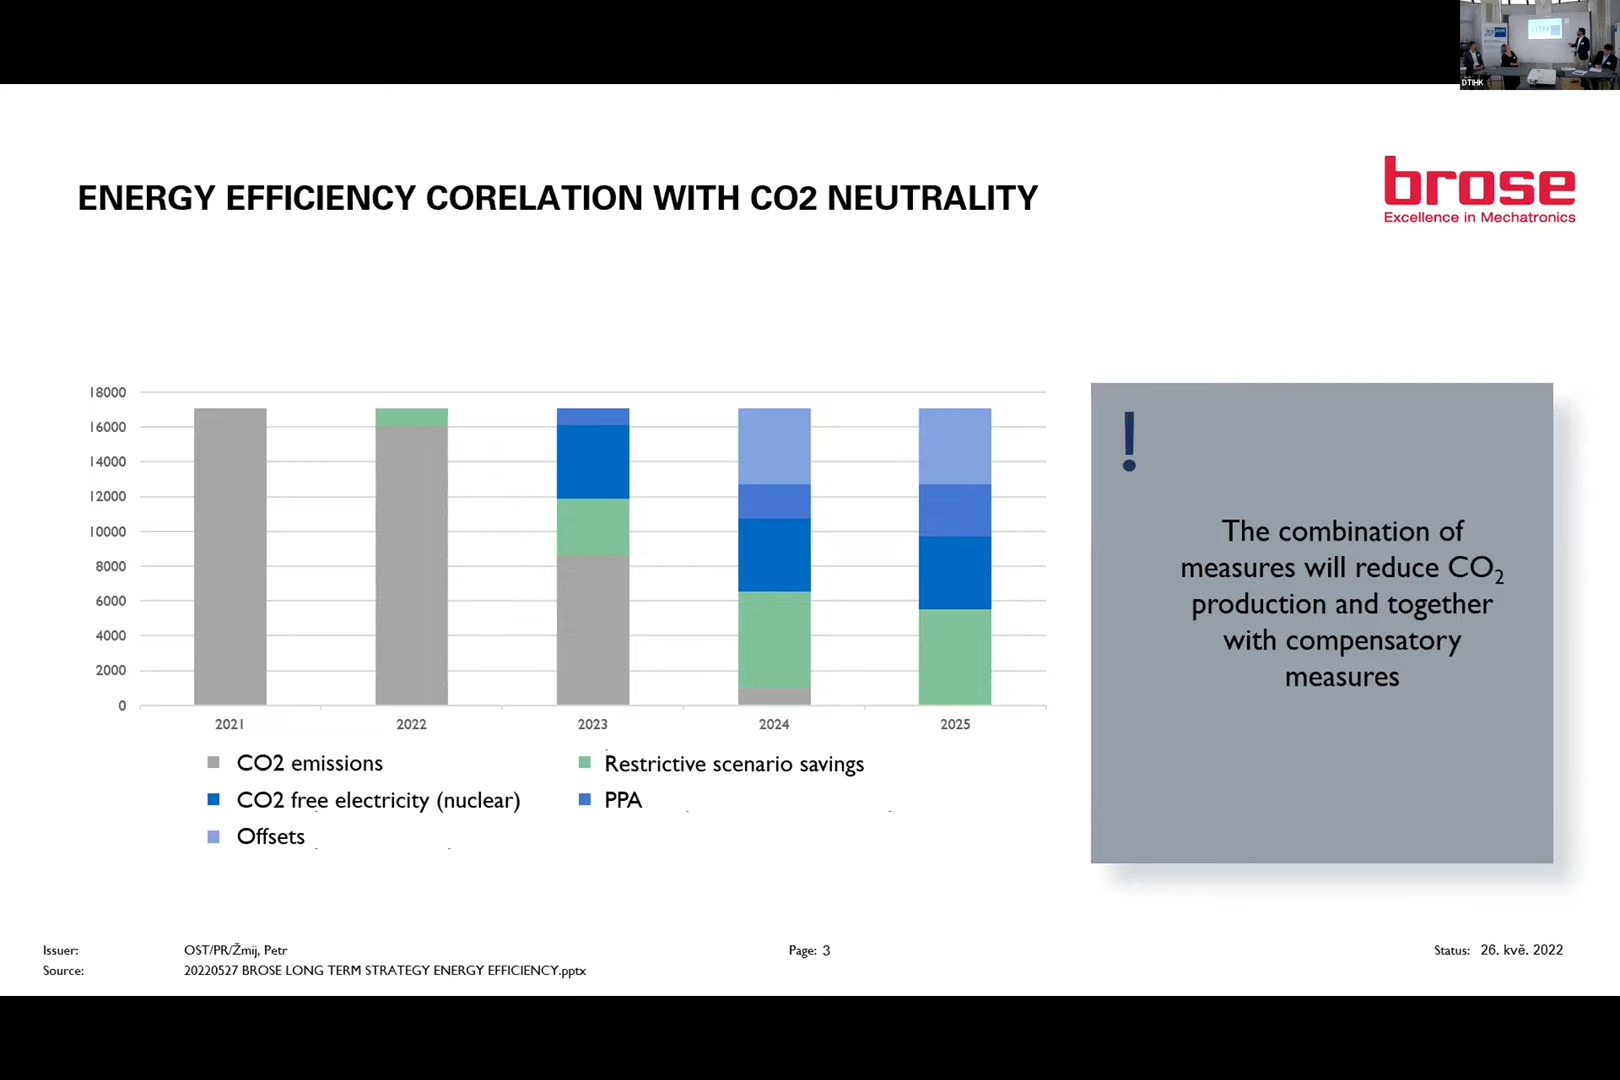 DTIHK
ENERGY EFFICIENCY CORELATION WITH CO2 NEUTRALITY
brose
Excellence in Mechatronics
18000
16000
14000
12000
10000
8000
6000
4000
2000
0
2021 2022 2023 2024 2025
CO2 emissions
Restrictive scenario savings
CO2 free electricity (nuclear)
PPA
Offsets
!
The combination of
measures will reduce CO₂
production and together
with compensatory
measures
Issuer: OST/PR/Žmij, Petr
Page: 3
Status: 26. kvě. 2022
Source: 20220527 BROSE LONG TERM STRATEGY ENERGY EFFICIENCY.pptx